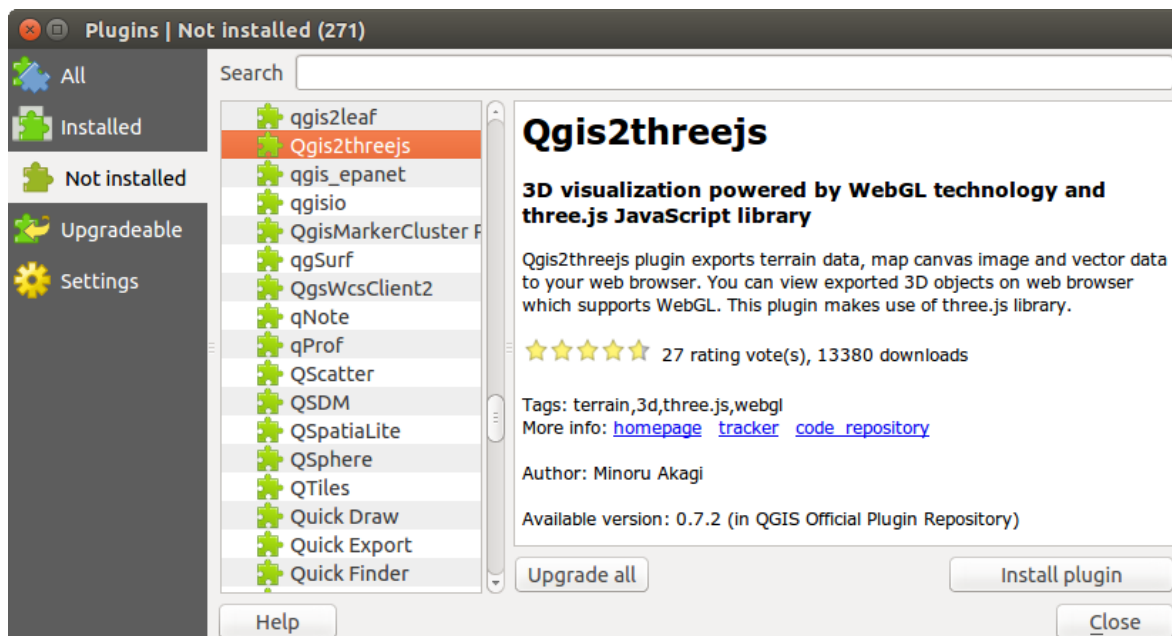 Plugins | Not installed (271)
All
Installed
Not installed
Upgradeable
Settings
Search
qgis2leaf
Qgis2threejs
qgis_epanet
qgisio
QgisMarkerCluster
qgSurf
QgsWcsClient2
qNote
qProf
QScatter
QSDM
QSpatiaLite
QSphere
QTiles
Quick Draw
Quick Export
Quick Finder
Qgis2threejs
3D visualization powered by WebGL technology and
three.js JavaScript library
Qgis2threejs plugin exports terrain data, map canvas image and vector data
to your web browser. You can view exported 3D objects on web browser
which supports WebGL. This plugin makes use of three.js library.
27 rating vote(s), 13380 downloads
Tags: terrain,3d,three.js,webgl
More info: homepage tracker code repository
Author: Minoru Akagi
Available version: 0.7.2 (in QGIS Official Plugin Repository)
Upgrade all
Install plugin
Help
Close